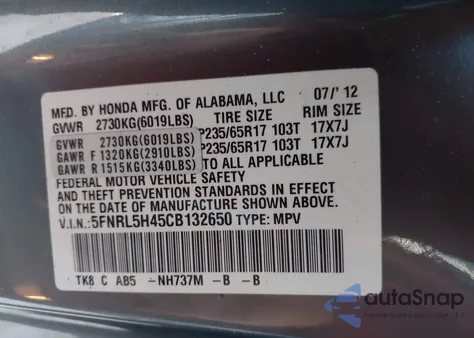 MFD. BY HONDA MFG. OF ALABAMA, LLC 07/'12
GVWR 2730KG(6019LBS) TIRE SIZE RIM SIZE
GVWR 2730KG(6019LBS) P235/65R17 103T 17X7J
GAWR F 1320KG(2910LBS) P235/65R17 103T 17X7J
GAWR R 1515KG(3340LBS) TO ALL APPLICABLE
FEDERAL MOTOR VEHICLE SAFETY
AND THEFT PREVENTION STANDARDS IN EFFECT
ON THE DATE OF MANUFACTURE SHOWN ABOVE.
V.I.N.:5FNRL5H45CB132650 TYPE: MPV
TK8 C AB5 -NH737M -B -B
autaSnap